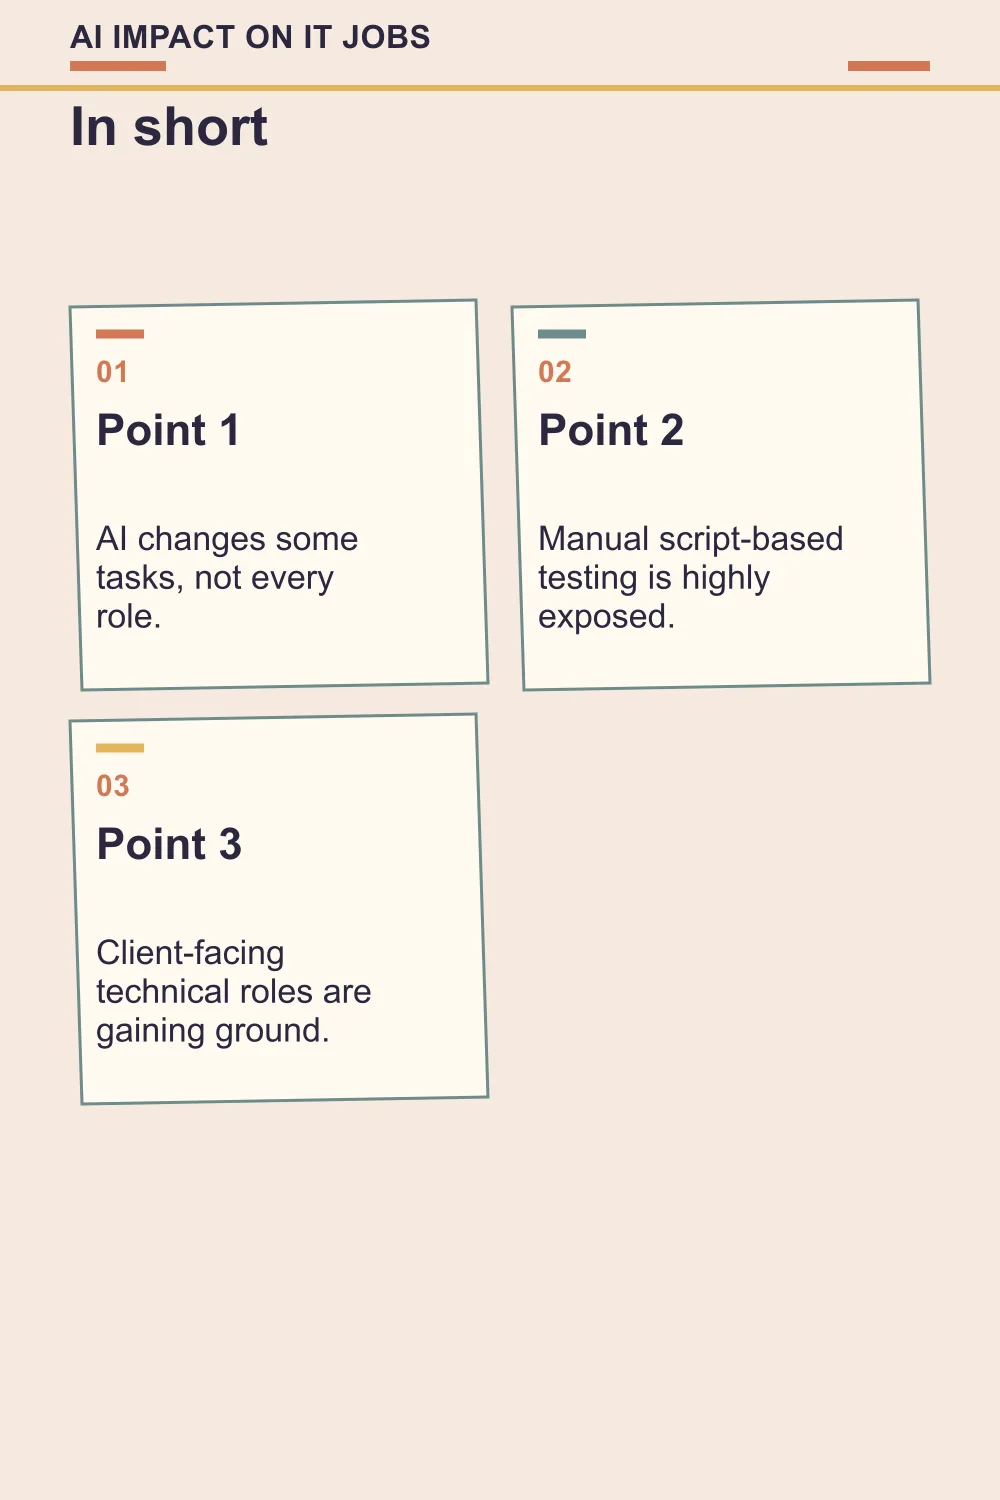 AI IMPACT ON IT JOBS
In short
01
Point 1
AI changes some
tasks, not every
role.
02
Point 2
Manual script-based
testing is highly
exposed.
03
Point 3
Client-facing
technical roles are
gaining ground.